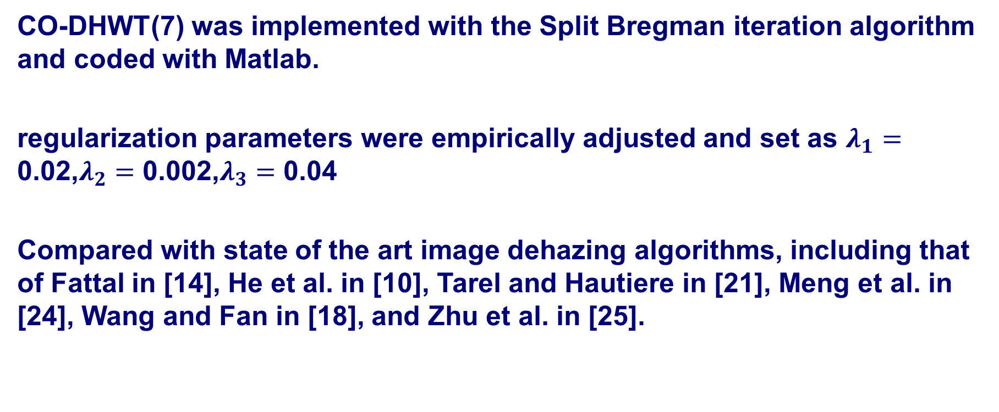 CO-DHWT(7) was implemented with the Split Bregman iteration algorithm
and coded with Matlab.
regularization parameters were empirically adjusted and set as 𝝀₁ =
0.02,𝝀₂ = 0.002,𝝀₃ = 0.04
Compared with state of the art image dehazing algorithms, including that
of Fattal in [14], He et al. in [10], Tarel and Hautiere in [21], Meng et al. in
[24], Wang and Fan in [18], and Zhu et al. in [25].